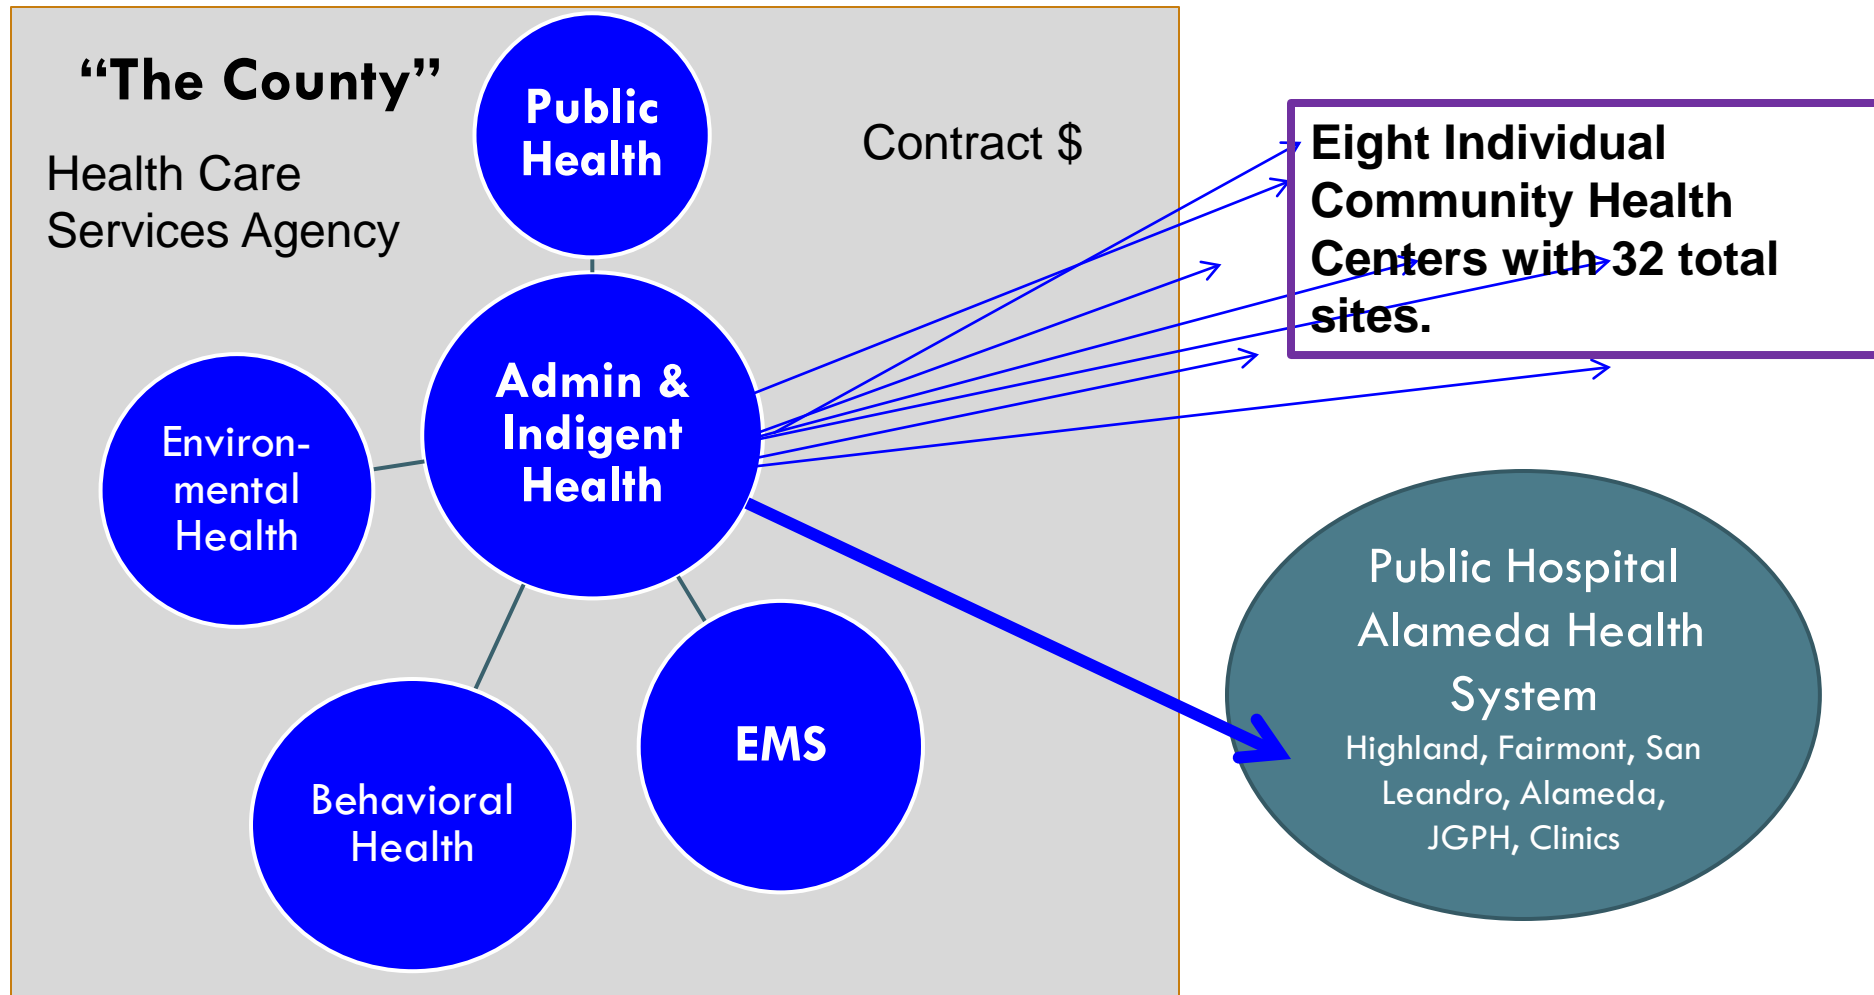 “The County”
Health Care
Services Agency
Public
Health
Contract $
Eight Individual
Community Health
Centers with 32 total
sites.
Admin &
Indigent
Health
Environ-
mental
Health
Behavioral
Health
EMS
Public Hospital
Alameda Health
System
Highland, Fairmont, San
Leandro, Alameda,
JGPH, Clinics